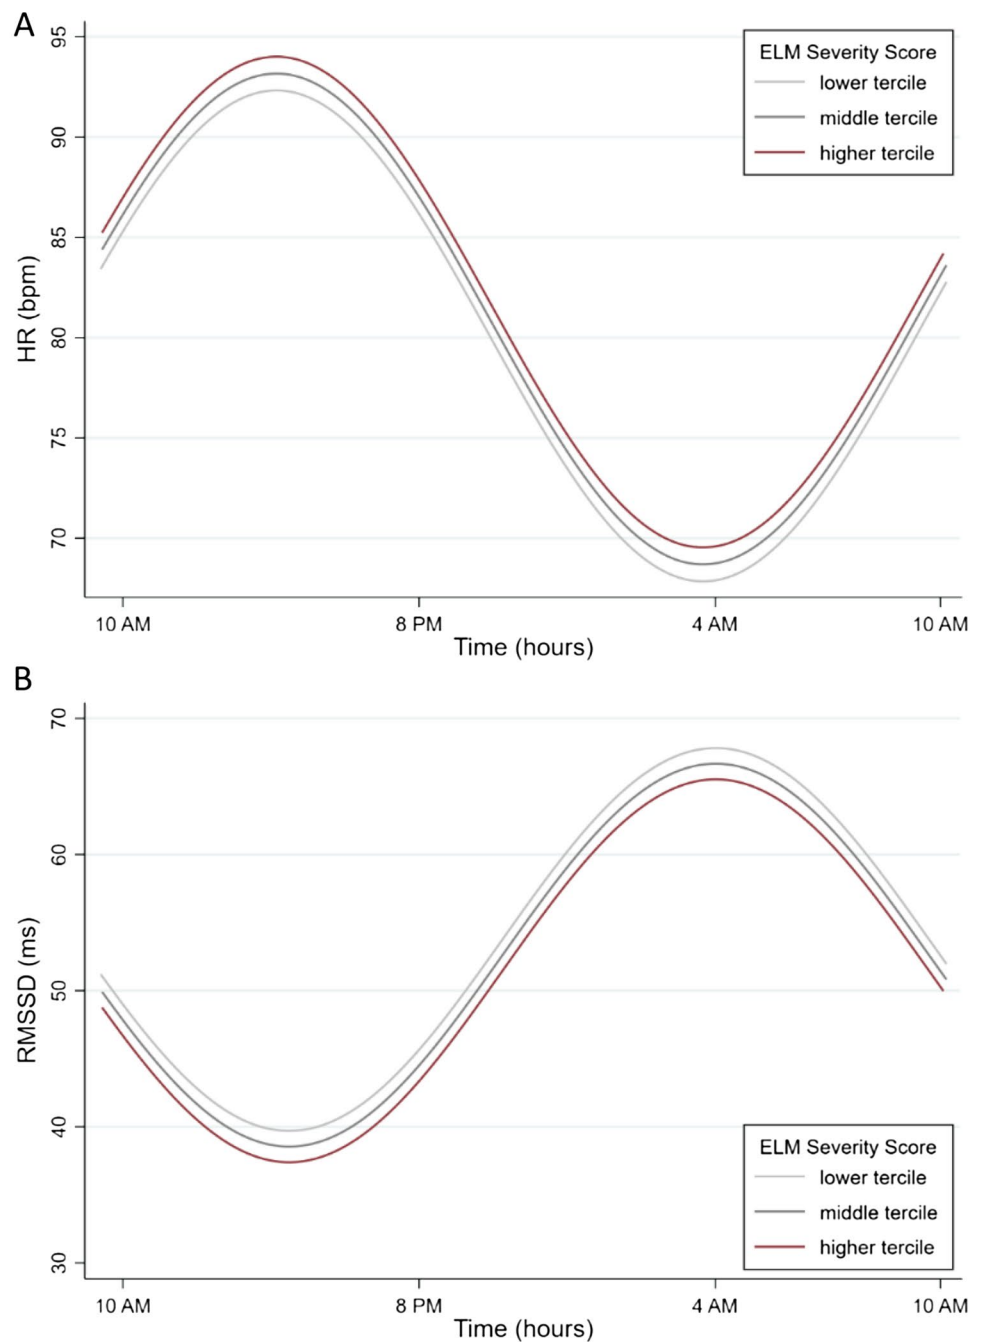 A
95
90
85
80
75
70
HR (bpm)
ELM Severity Score
lower tercile
middle tercile
higher tercile
10 AM
8 PM
4 AM
10 AM
Time (hours)
B
70
60
50
40
30
RMSSD (ms)
ELM Severity Score
lower tercile
middle tercile
higher tercile
10 AM
8 PM
4 AM
10 AM
Time (hours)